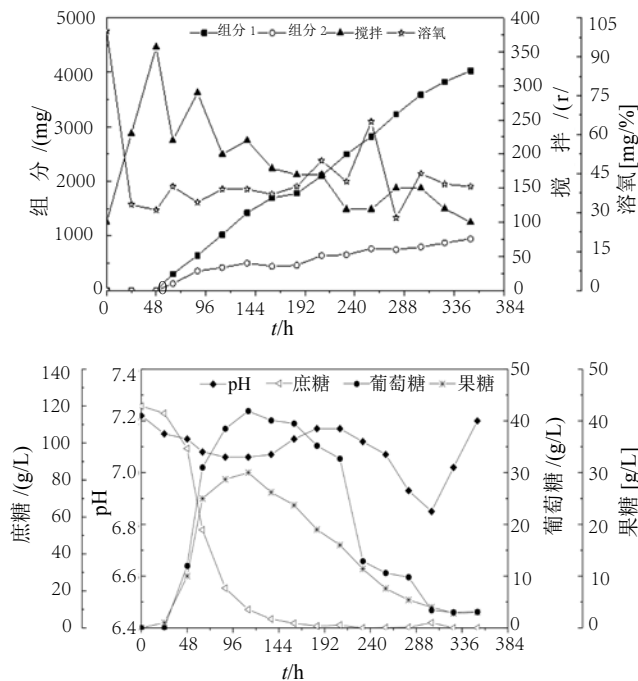 组分 1 组分 2 搅拌 溶氧
5000 4000 3000 2000 1000 0
组 分 /(mg/
400 350 300 250 200 150 100 50 0
搅 拌 /(r/
105 90 75 60 45 30 15 0
溶氧[mg/%]
0 0 48 96 144 192 240 288 336 384
t/h
pH 庶糖 葡萄糖 果糖
140 120 100 80 60 40 20 0
庶糖 /(g/L)
7.4 7.2 7.0 6.8 6.6 6.4
pH
50 40 30 20 10 0
葡萄糖 /(g/L)
50 40 30 20 10 0
果糖 [g/L)
0 48 96 144 192 240 288 336 384
t/h